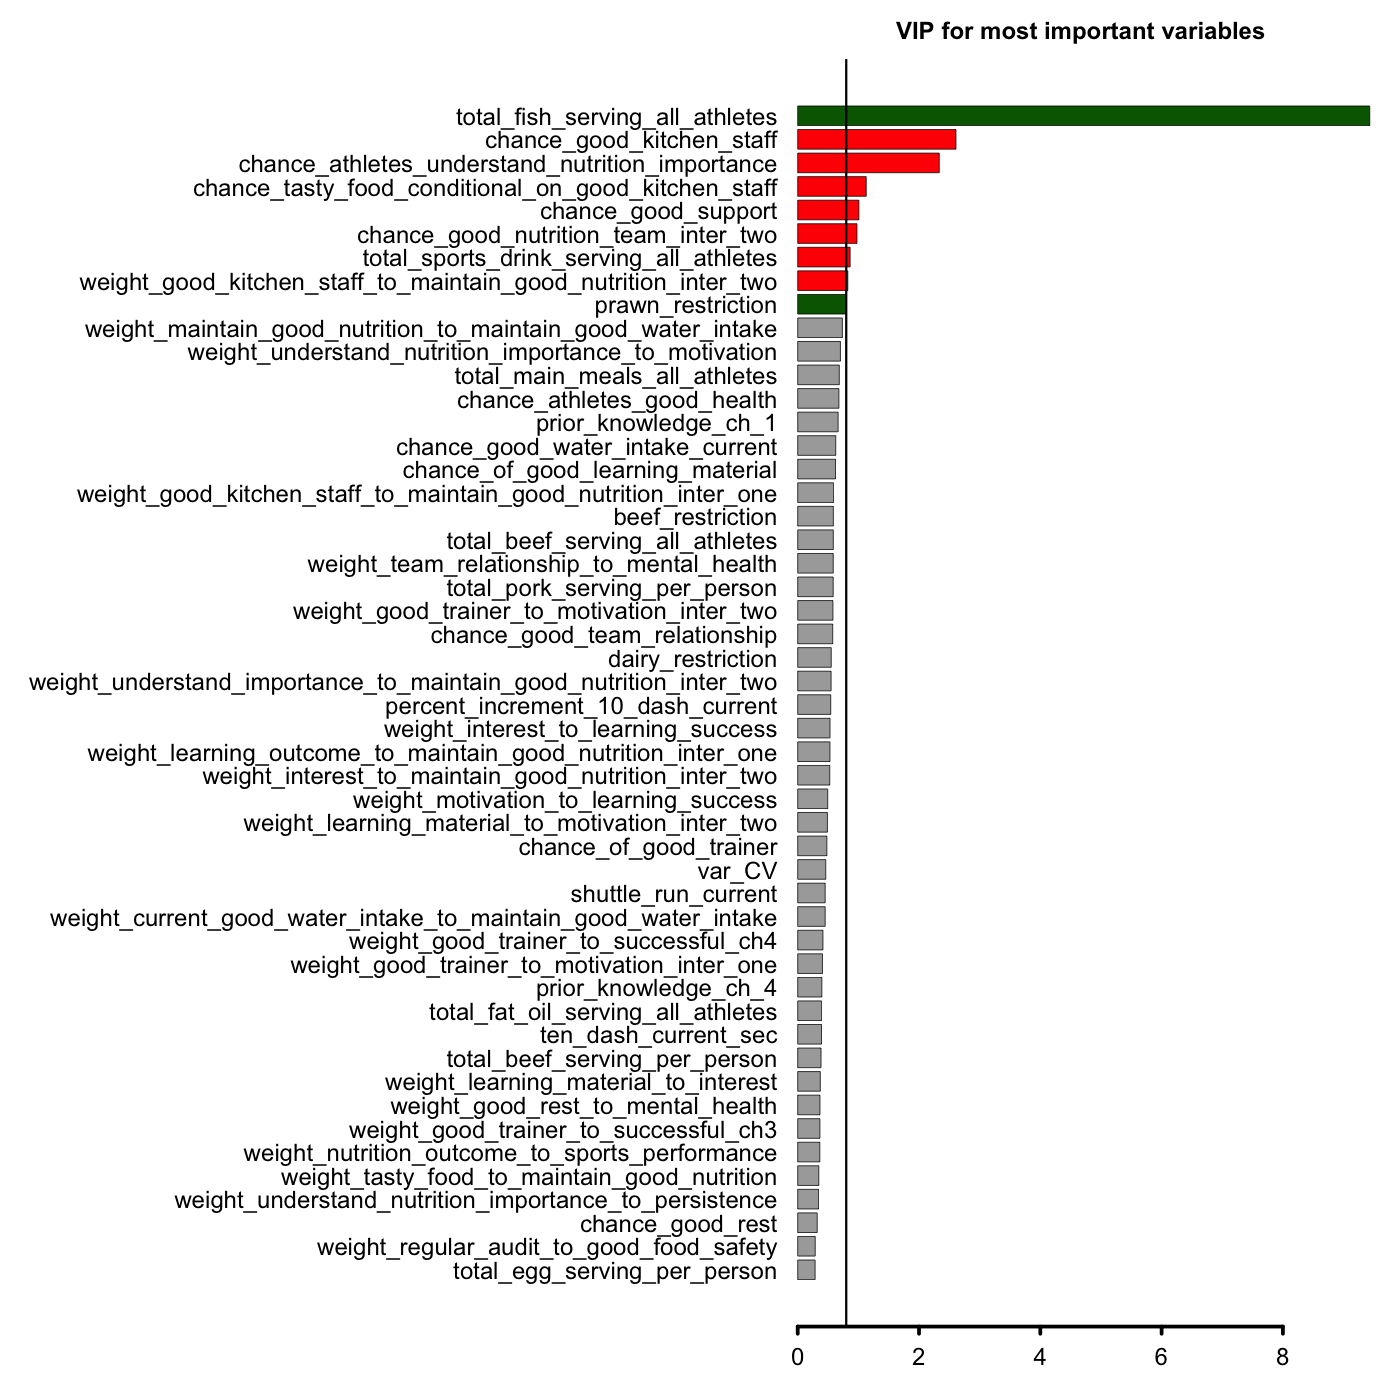 VIP for most important variables
total_fish_serving_all_athletes
chance_good_kitchen_staff
chance_athletes_understand_nutrition_importance
chance_tasty_food_conditional_on_good_kitchen_staff
chance_good_support
chance_good_nutrition_team_inter_two
total_sports_drink_serving_all_athletes
weight_good_kitchen_staff_to_maintain_good_nutrition_inter_two
prawn_restriction
weight_maintain_good_nutrition_to_maintain_good_water_intake
weight_understand_nutrition_importance_to_motivation
total_main_meals_all_athletes
chance_athletes_good_health
prior_knowledge_ch_1
chance_good_water_intake_current
chance_of_good_learning_material
weight_good_kitchen_staff_to_maintain_good_nutrition_inter_one
beef_restriction
total_beef_serving_all_athletes
weight_team_relationship_to_mental_health
total_pork_serving_per_person
weight_good_trainer_to_motivation_inter_two
chance_good_team_relationship
dairy_restriction
weight_understand_importance_to_maintain_good_nutrition_inter_two
percent_increment_10_dash_current
weight_interest_to_learning_success
weight_learning_outcome_to_maintain_good_nutrition_inter_one
weight_interest_to_maintain_good_nutrition_inter_two
weight_motivation_to_learning_success
weight_learning_material_to_motivation_inter_two
chance_of_good_trainer
var_CV
shuttle_run_current
weight_current_good_water_intake_to_maintain_good_water_intake
weight_good_trainer_to_successful_ch4
weight_good_trainer_to_motivation_inter_one
prior_knowledge_ch_4
total_fat_oil_serving_all_athletes
ten_dash_current_sec
total_beef_serving_per_person
weight_learning_material_to_interest
weight_good_rest_to_mental_health
weight_good_trainer_to_successful_ch3
weight_nutrition_outcome_to_sports_performance
weight_tasty_food_to_maintain_good_nutrition
weight_understand_nutrition_importance_to_persistence
chance_good_rest
weight_regular_audit_to_good_food_safety
total_egg_serving_per_person
0 2 4 6 8